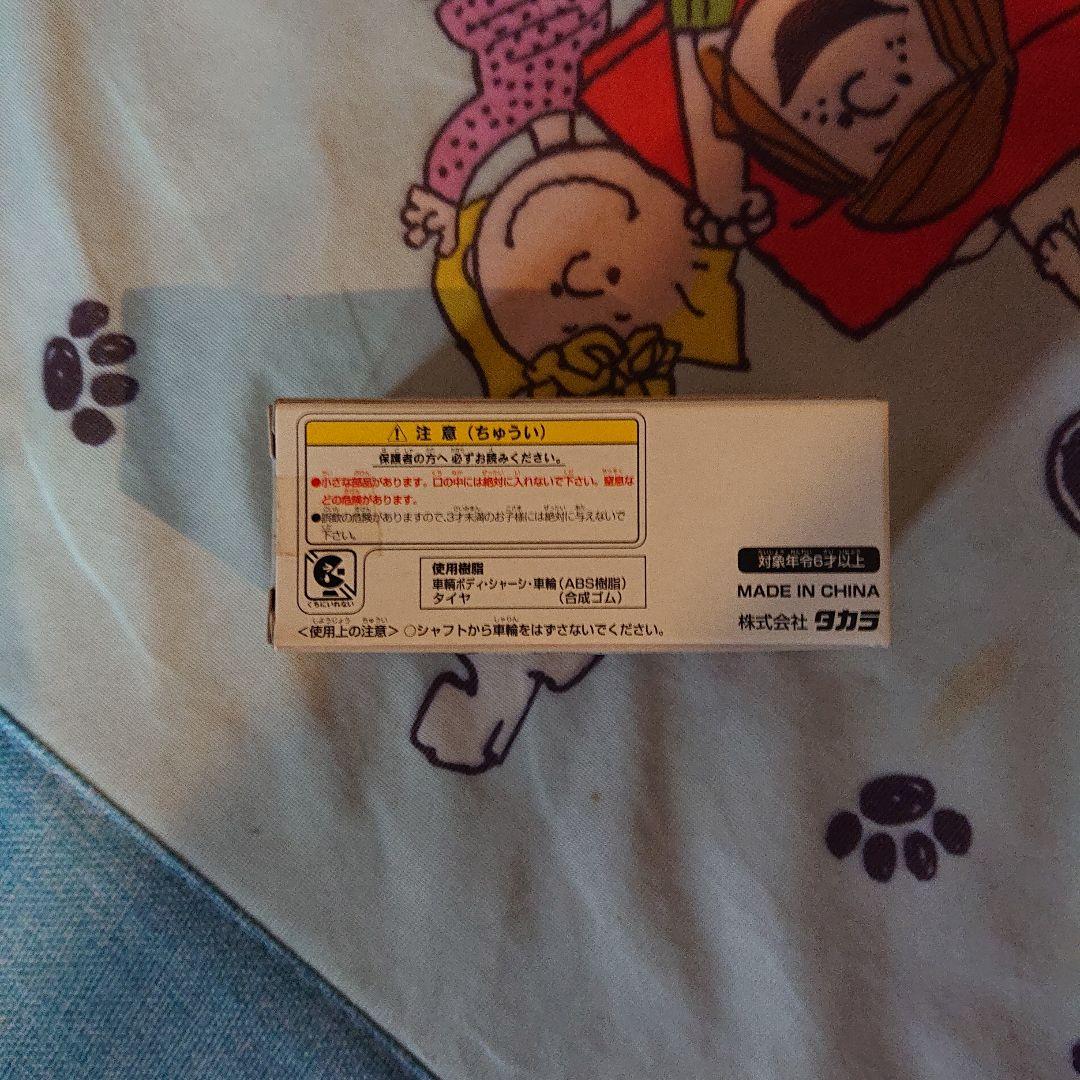 ⚠ 注意（ちゅうい）
保護者の方へ 必ずお読みください。
●小さな部品があります。口の中には絶対に入れないで下さい。窒息な
どの危険があります。
●誤飲の危険がありますので、3才未満のお子様には絶対に与えないで
下さい。
くちにいれない
使用樹脂
車輌ボディ・シャーシ・車輪（ABS樹脂）
タイヤ （合成ゴム）
＜使用上の注意＞ ○シャフトから車輪をはずさないでください。
対象年令6才以上
MADE IN CHINA
株式会社 タカラ